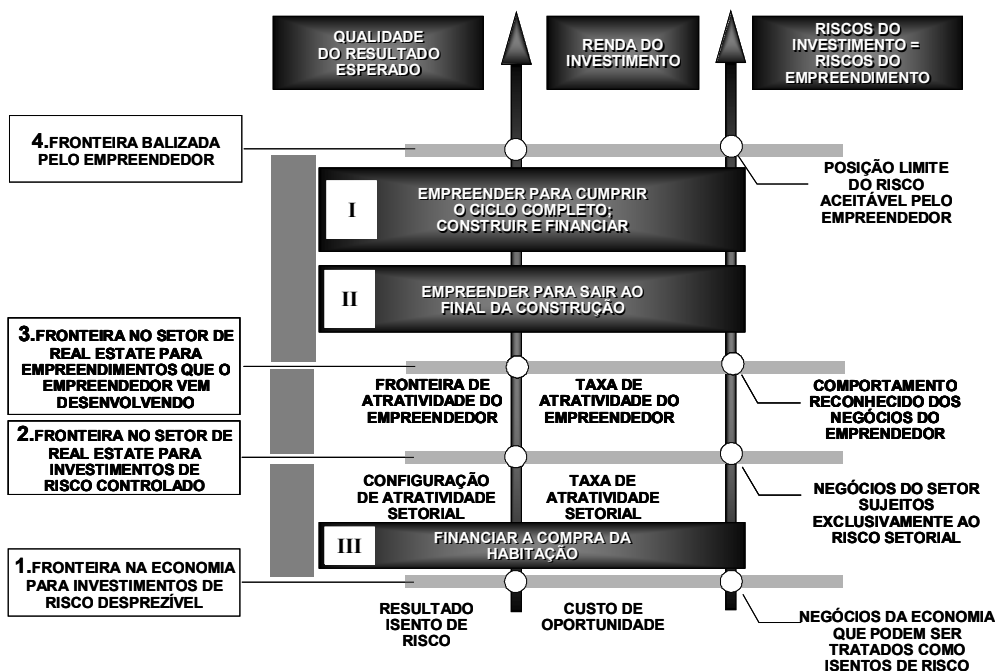 QUALIDADE
DO RESULTADO
ESPERADO
RENDA DO
INVESTIMENTO
RISCOS DO
INVESTIMENTO =
RISCOS DO
EMPREENDIMENTO
4.FRONTEIRA BALIZADA
PELO EMPREENDEDOR
POSIÇÃO LIMITE
DO RISCO
ACEITÁVEL PELO
EMPREENDEDOR
I
EMPREENDER PARA CUMPRIR
O CICLO COMPLETO;
CONSTRUIR E FINANCIAR
II
EMPREENDER PARA SAIR AO
FINAL DA CONSTRUÇÃO
3.FRONTEIRA NO SETOR DE
REAL ESTATE PARA
EMPREENDIMENTOS QUE O
EMPREENDEDOR VEM
DESENVOLVENDO
FRONTEIRA DE
ATRATIVIDADE DO
EMPREENDEDOR
TAXA DE
ATRATIVIDADE DO
EMPREENDEDOR
COMPORTAMENTO
RECONHECIDO DOS
NEGÓCIOS DO
EMPRENDEDOR
2.FRONTEIRA NO SETOR DE
REAL ESTATE PARA
INVESTIMENTOS DE
RISCO CONTROLADO
CONFIGURAÇÃO
DE ATRATIVIDADE
SETORIAL
TAXA DE
ATRATIVIDADE
SETORIAL
NEGÓCIOS DO SETOR
SUJEITOS
EXCLUSIVAMENTE AO
RISCO SETORIAL
III
FINANCIAR A COMPRA DA
HABITAÇÃO
1.FRONTEIRA NA ECONOMIA
PARA INVESTIMENTOS DE
RISCO DESPREZÍVEL
RESULTADO
ISENTO DE
RISCO
CUSTO DE
OPORTUNIDADE
NEGÓCIOS DA ECONOMIA
QUE PODEM SER
TRATADOS COMO
ISENTOS DE RISCO